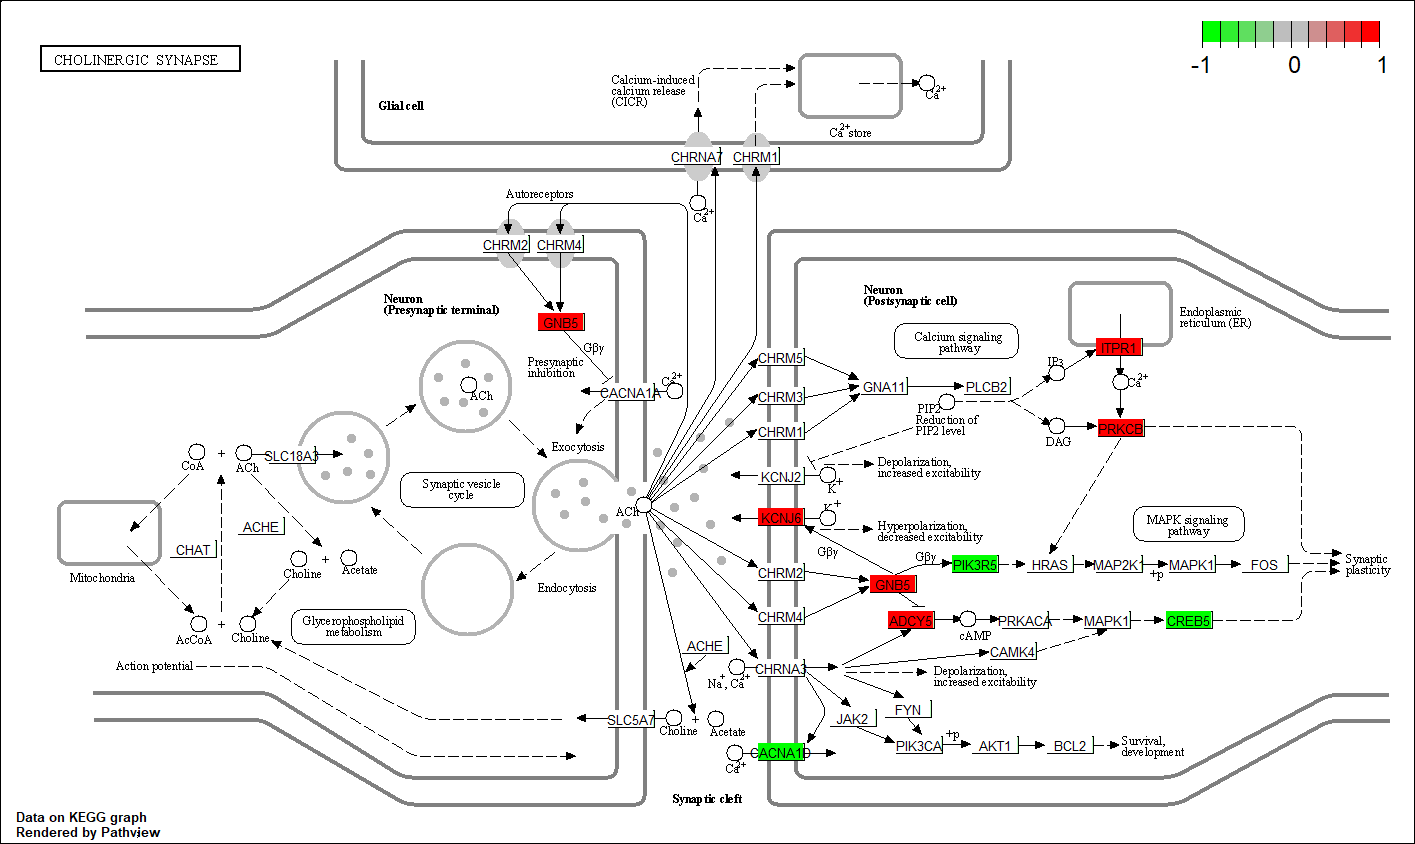 CHOLINERGIC SYNAPSE
-1
0
1
Glial cell
Calcium-induced
calcium release
(CICR)
Ca2+
Ca2+ store
CHRNA7
CHRM1
Ca2+
Autoreceptors
CHRM2
CHRM4
Neuron
(Presynaptic terminal)
GNB5
Gβγ
Presynaptic
inhibition
CACNA1A
Ca2+
ACh
Exocytosis
CoA
+
ACh
SLC18A3
Synaptic vesicle
cycle
ACh
ACHE
CHAT
Mitochondria
Choline
+
Acetate
Endocytosis
Glycerophospholipid
metabolism
AcCoA
+
Choline
Action potential
ACHE
Na+, Ca2+
SLC5A7
Choline
+
Acetate
Ca2+
Synaptic cleft
Neuron
(Postsynaptic cell)
Endoplasmic
reticulum (ER)
Calcium signaling
pathway
ITPR1
IP3
Ca2+
CHRM5
GNA11
PLCB2
CHRM3
PIP2
Reduction of
PIP2 level
DAG
PRKCB
CHRM1
KCNJ2
K+
Depolarization,
increased excitability
KCNJ6
K+
Hyperpolarization,
decreased excitability
MAPK signaling
pathway
Gβγ
Gβγ
PIK3R5
HRAS
MAP2K1
+p
MAPK1
FOS
Synaptic
plasticity
CHRM2
GNB5
CHRM4
ADCY5
cAMP
PRKACA
MAPK1
CREB5
CAMK4
CHRNA3
Depolarization,
increased excitability
JAK2
FYN
PIK3CA
+p
AKT1
BCL2
Survival,
development
CACNA1D
Data on KEGG graph
Rendered by Pathview